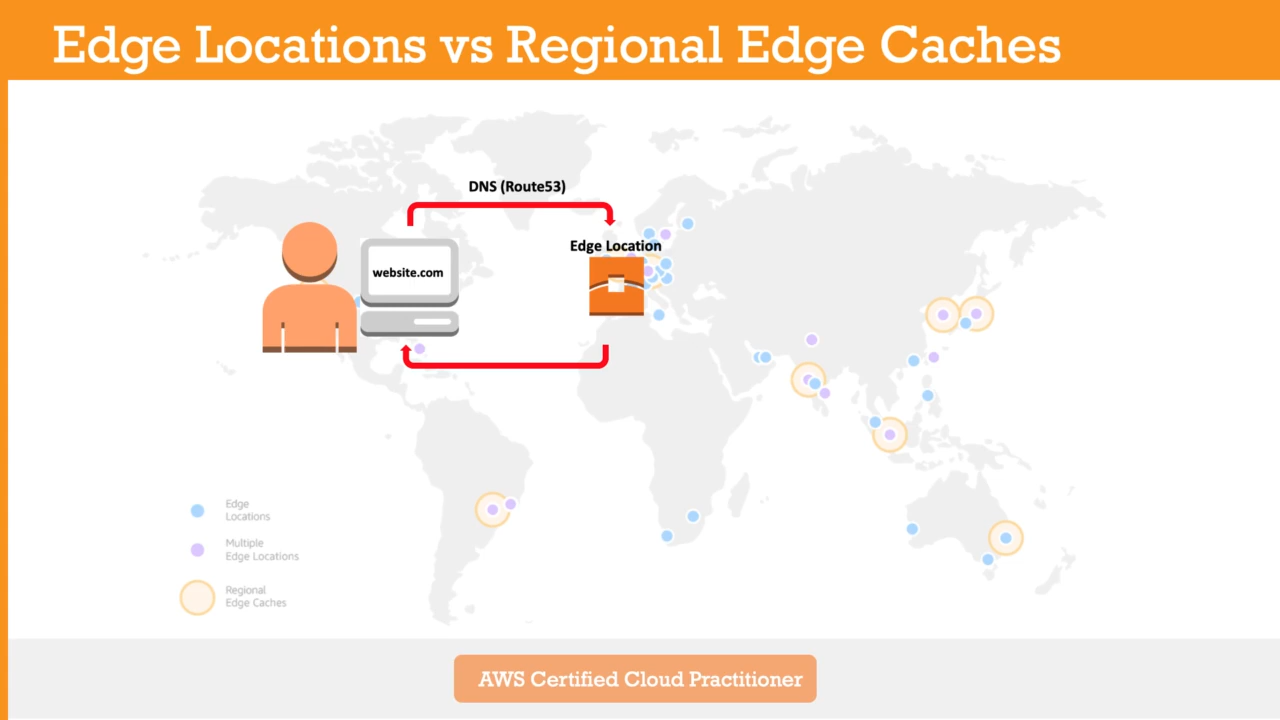 Edge Locations vs Regional Edge Caches
DNS (Route53)
Edge Location
website.com
Edge
Locations
Multiple
Edge Locations
Regional
Edge Caches
AWS Certified Cloud Practitioner